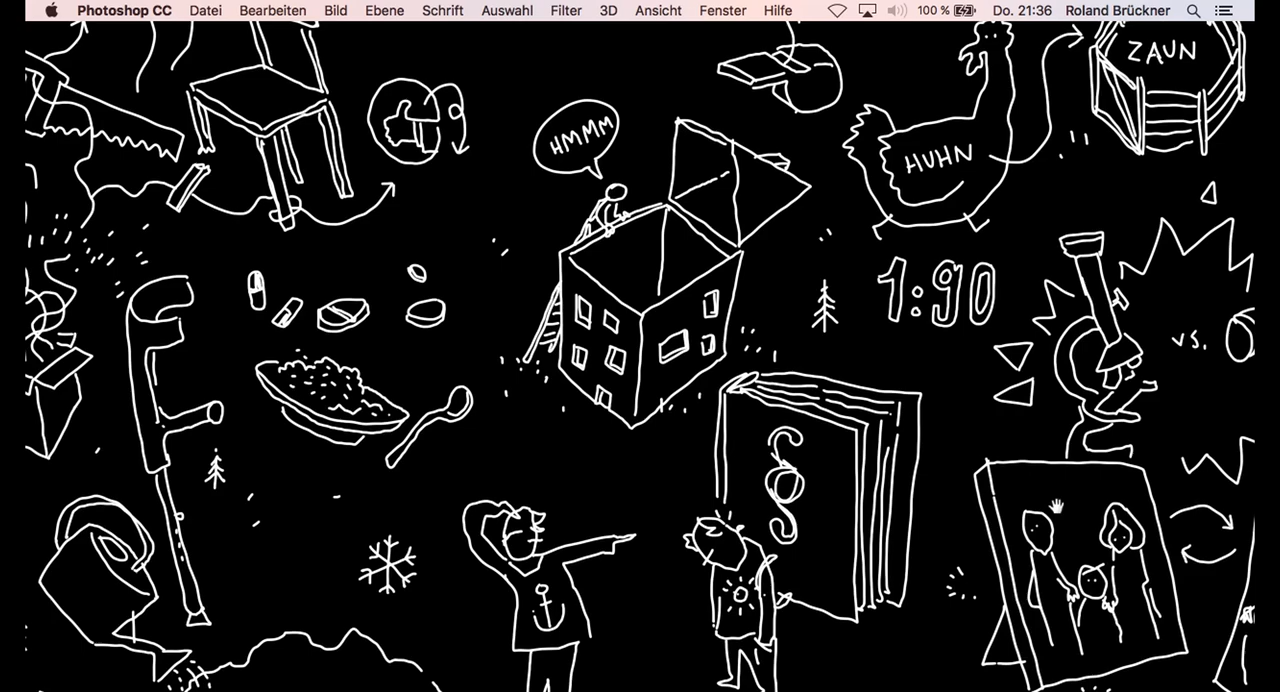 Photoshop CC Datei Bearbeiten Bild Ebene Schrift Auswahl Filter 3D Ansicht Fenster Hilfe 100 % Do. 21:36 Roland Brückner
ZAUN
HMMM
HUHN
1:90
vs.
§